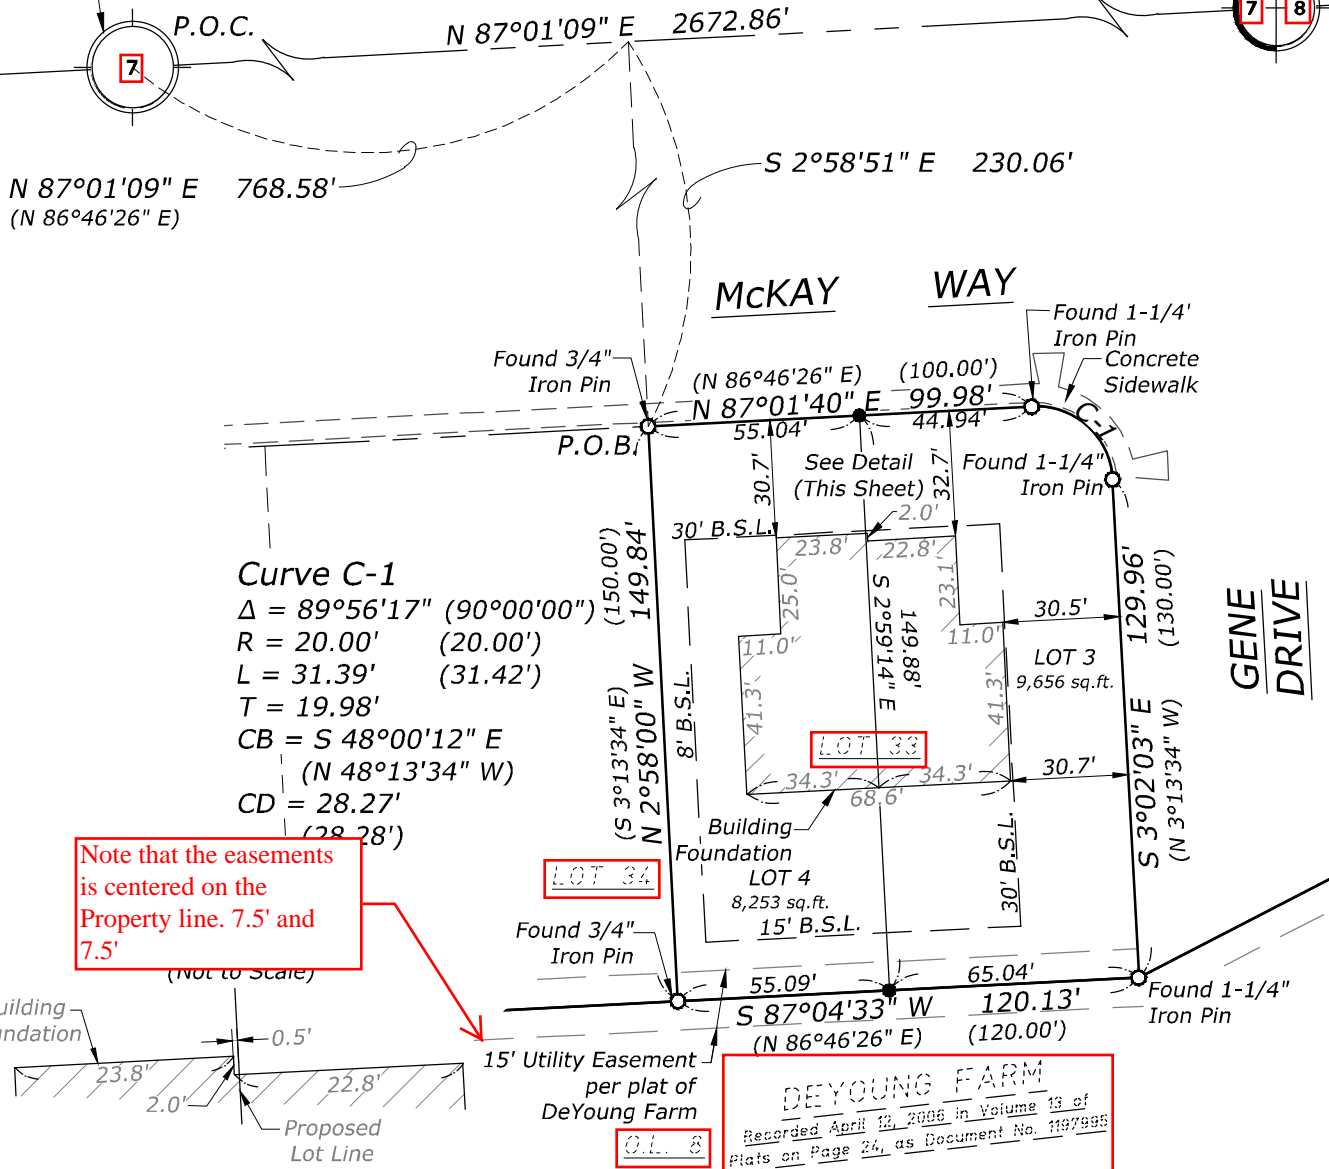 P.O.C.
N 87°01'09" E 2672.86'
7 8
7
S 2°58'51" E 230.06'
N 87°01'09" E 768.58'
(N 86°46'26" E)
McKAY WAY
Found 1-1/4'
Iron Pin
Concrete
Sidewalk
Found 3/4"
Iron Pin
(N 86°46'26" E) (100.00')
N 87°01'40" E 99.98'
C-1
55.04' 44.94'
P.O.B.
See Detail
(This Sheet)
Found 1-1/4"
Iron Pin
30.7'
32.7'
2.0'
30' B.S.L.
23.8' 22.8'
(150.00')
149.84'
25.0'
23.1'
129.96'
(130.00')
Curve C-1
Δ = 89°56'17" (90°00'00")
R = 20.00' (20.00')
L = 31.39' (31.42')
T = 19.98'
CB = S 48°00'12" E
(N 48°13'34" W)
CD = 28.27'
(28.28')
S 2°59'14" E
149.88'
30.5'
11.0' 11.0'
LOT 3
9,656 sq.ft.
GENE
DRIVE
(S 3°13'34" E)
N 2°58'00" W
8' B.S.L.
41.3'
41.3'
S 3°02'03" E
(N 3°13'34" W)
LOT 33
34.3' 34.3'
68.6'
30.7'
Building
Foundation
LOT 4
8,253 sq.ft.
15' B.S.L.
30' B.S.L.
Note that the easements
is centered on the
Property line. 7.5' and
7.5'
LOT 34
(Not to Scale)
Found 3/4"
Iron Pin
55.09' 65.04'
S 87°04'33" W 120.13'
(N 86°46'26" E) (120.00')
Found 1-1/4"
Iron Pin
uilding
undation
0.5'
23.8' 22.8'
2.0'
Proposed
Lot Line
15' Utility Easement
per plat of
DeYoung Farm
O.L. 8
DEYOUNG FARM
Recorded April 12, 2006 in Volume 13 of
Plats on Page 24, as Document No. 1197995